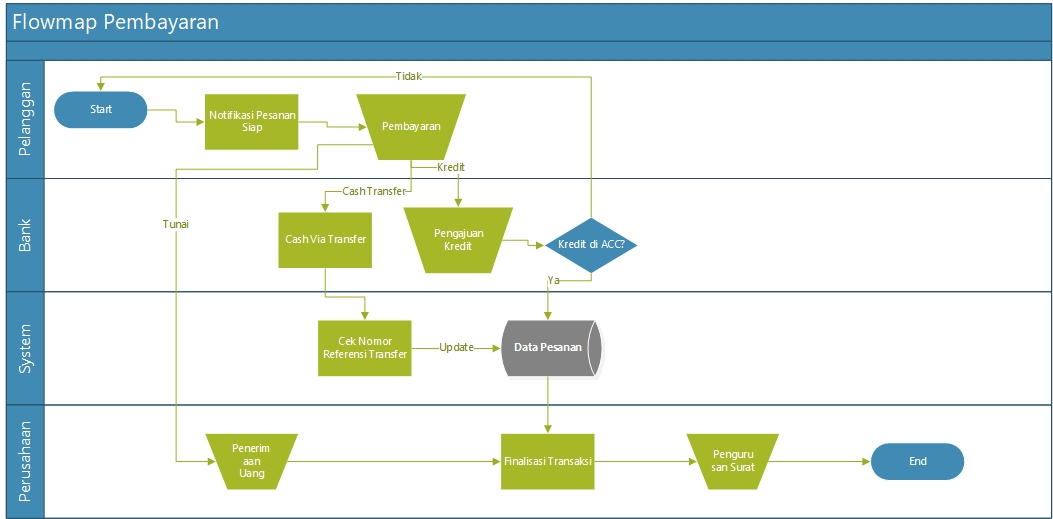 Flowmap Pembayaran
Pelanggan
Tidak
Start
Notifikasi Pesanan
Siap
Pembayaran
Kredit
Cash Transfer
Tunai
Bank
Cash Via Transfer
Pengajuan
Kredit
Kredit di ACC?
Ya
System
Cek Nomor
Referensi Transfer
Update
Data Pesanan
Perusahaan
Penerim
aan
Uang
Finalisasi Transaksi
Penguru
san Surat
End